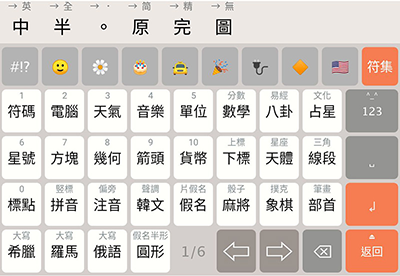 → 英 → 全 → · → 简 → 精 → 無
中 半 。 原 完 圖
#!? 符集
1 2 3 4 5 分數 易經 文化 ^_^
符碼 電腦 天氣 音樂 單位 數學 八卦 占星 123
6 7 8 9 10 上標 星座 三角
星號 方塊 幾何 箭頭 貨幣 下標 天體 線段
0 豎標 偏旁 聲調 片假名 骰子 撲克 筆畫
標點 拼音 注音 韓文 假名 麻將 象棋 部首
大寫 大寫 大寫 假名半形
希臘 羅馬 俄語 圓形 1/6 返回